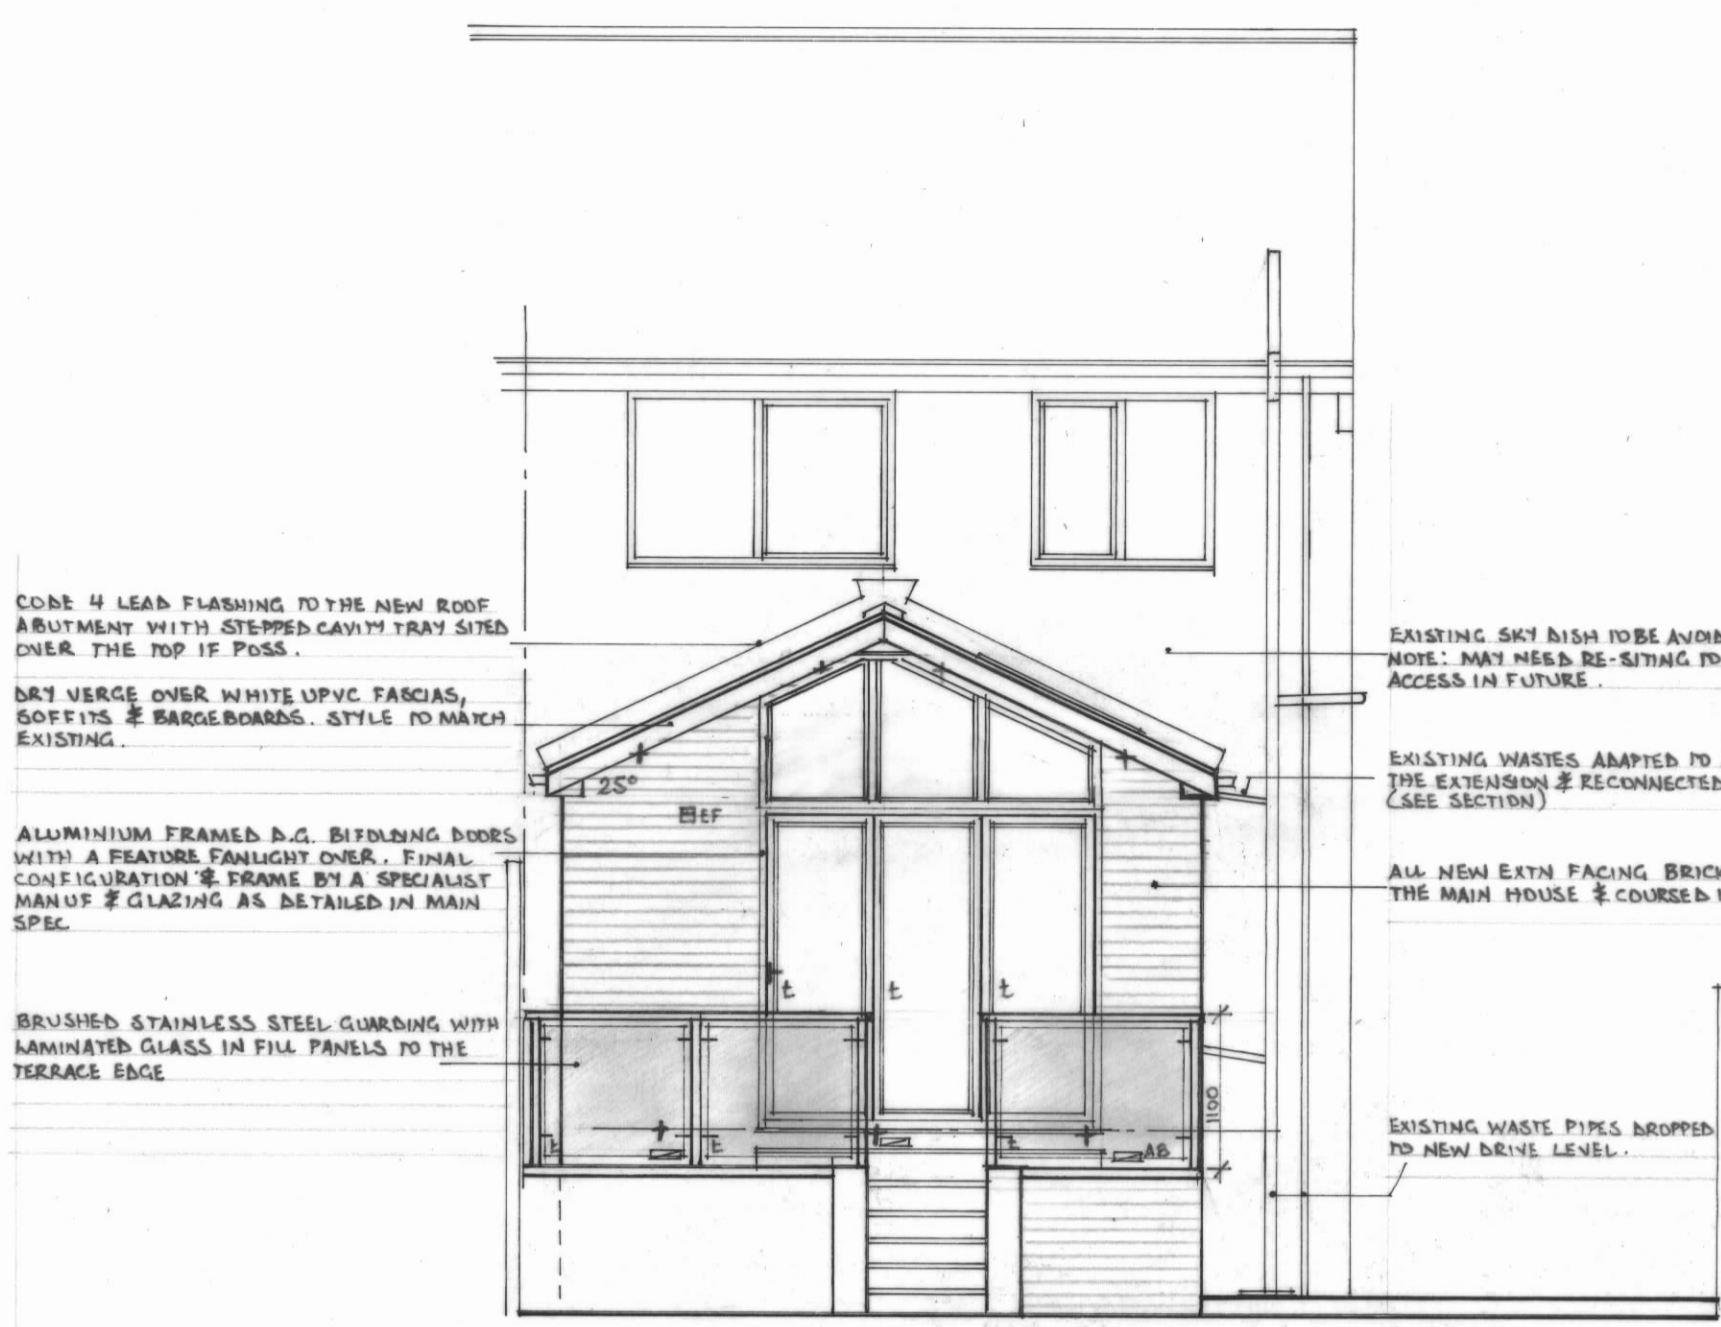 CODE 4 LEAD FLASHING TO THE NEW ROOF
ABUTMENT WITH STEPPED CAVITY TRAY SITED
OVER THE TOP IF POSS.
DRY VERGE OVER WHITE UPVC FASCIAS,
SOFFITS & BARGEBOARDS. STYLE TO MATCH
EXISTING.
ALUMINIUM FRAMED D.G. BIFOLDING DOORS
WITH A FEATURE FANLIGHT OVER. FINAL
CONFIGURATION & FRAME BY A SPECIALIST
MANUF & GLAZING AS DETAILED IN MAIN
SPEC
BRUSHED STAINLESS STEEL GUARDING WITH
LAMINATED GLASS IN FILL PANELS TO THE
TERRACE EDGE
25°
EF
t t t
t t t
AB
1100
EXISTING SKY DISH TO BE AVOID
NOTE: MAY NEED RE-SITING TO
ACCESS IN FUTURE.
EXISTING WASTES ADAPTED TO
THE EXTENSION & RECONNECTED
(SEE SECTION)
ALL NEW EXTN FACING BRICK
THE MAIN HOUSE & COURSED
EXISTING WASTE PIPES DROPPED
TO NEW DRIVE LEVEL.